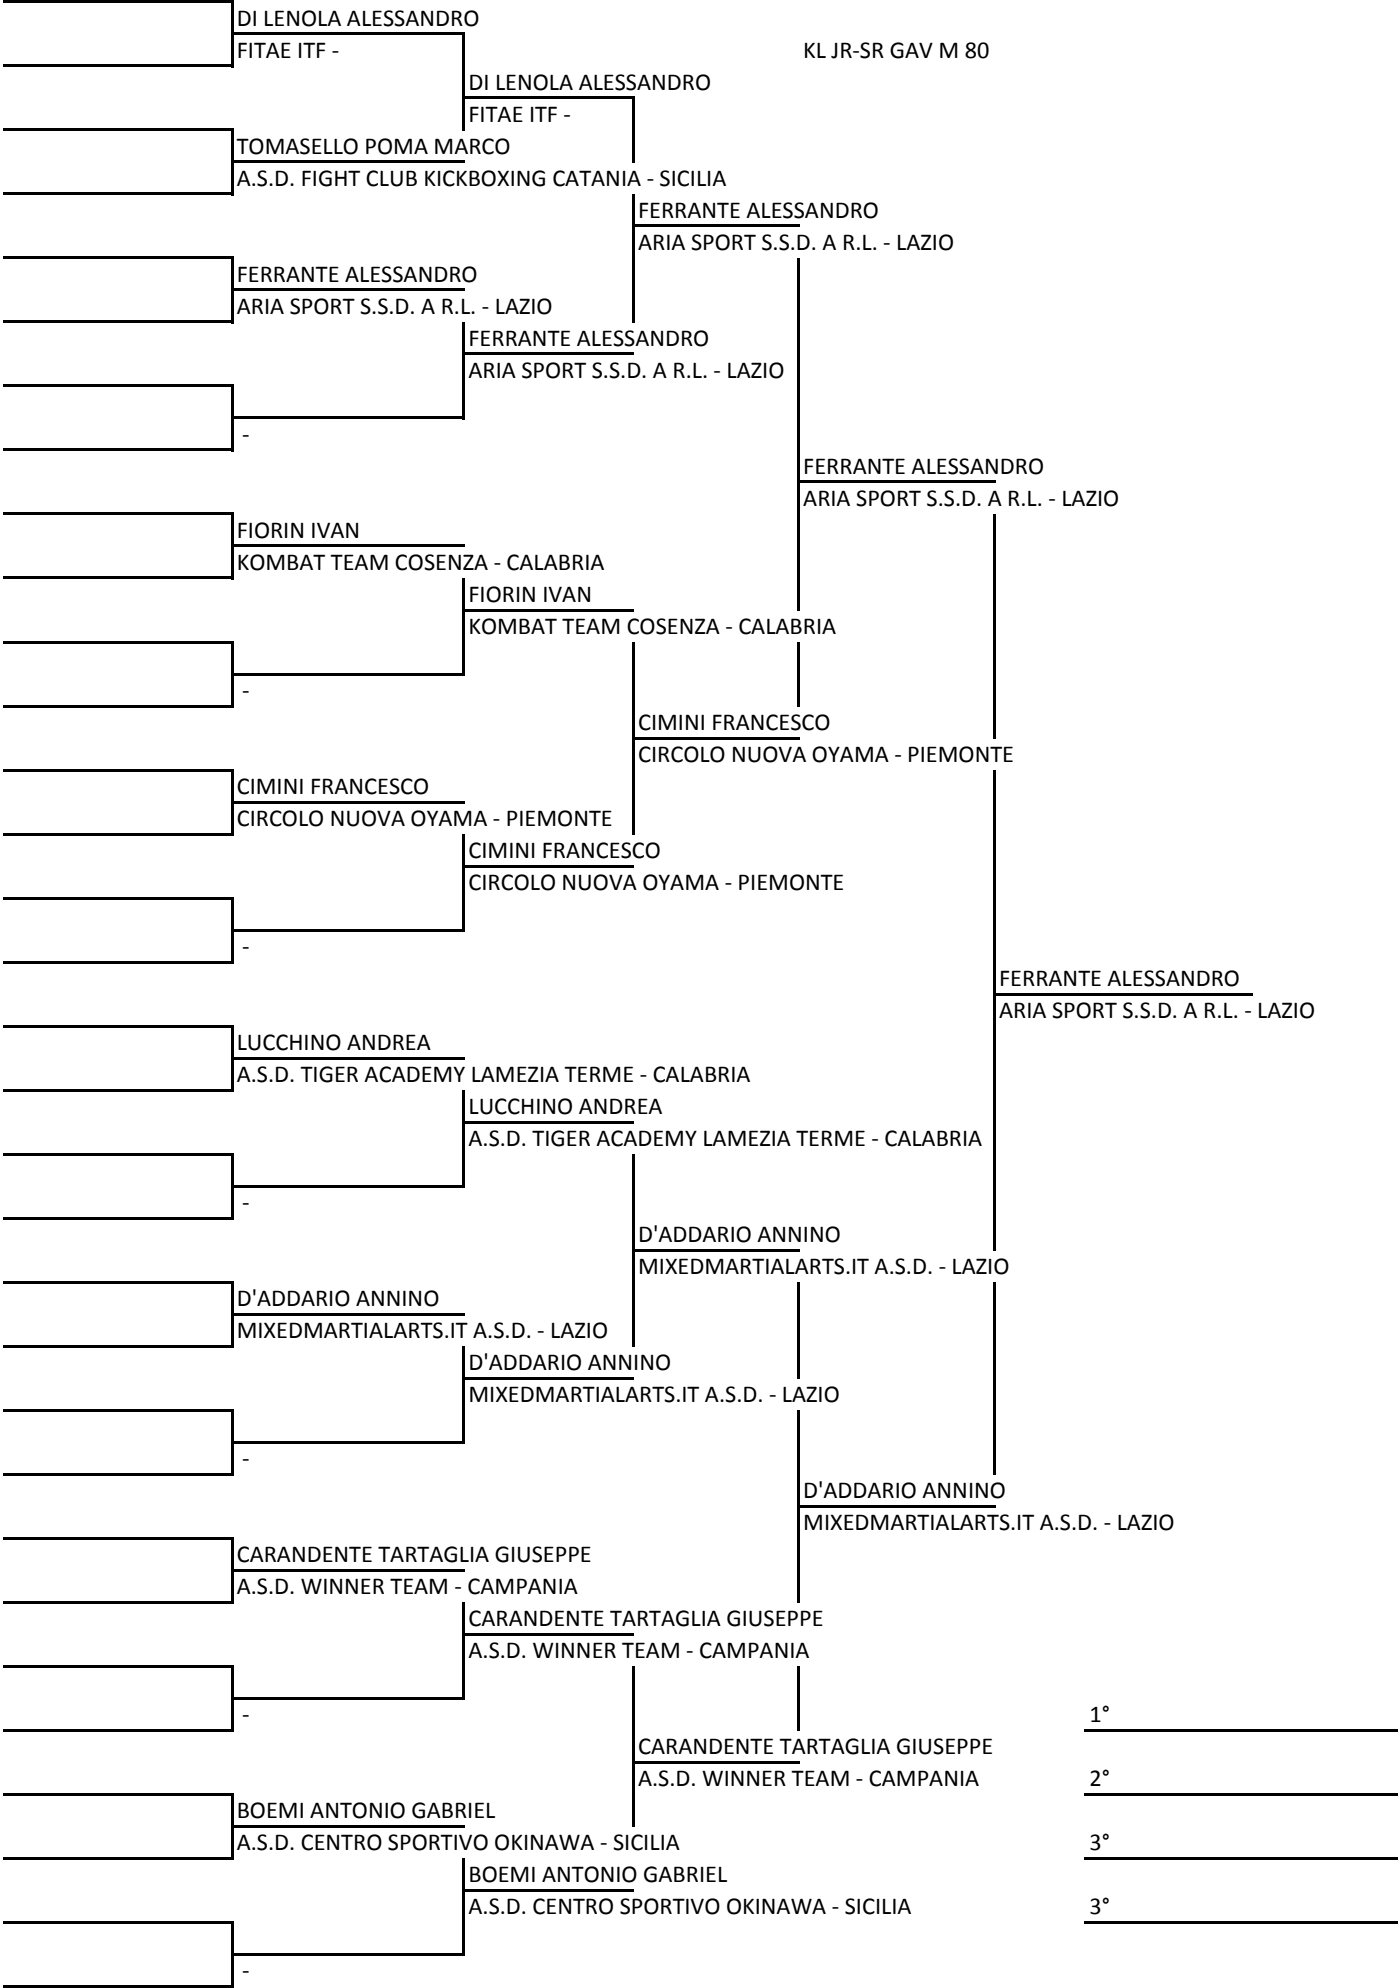 DI LENOLA ALESSANDRO
FITAE ITF -
KL JR-SR GAV M 80
DI LENOLA ALESSANDRO
FITAE ITF -
TOMASELLO POMA MARCO
A.S.D. FIGHT CLUB KICKBOXING CATANIA - SICILIA
FERRANTE ALESSANDRO
ARIA SPORT S.S.D. A R.L. - LAZIO
FERRANTE ALESSANDRO
ARIA SPORT S.S.D. A R.L. - LAZIO
FERRANTE ALESSANDRO
ARIA SPORT S.S.D. A R.L. - LAZIO
-
FERRANTE ALESSANDRO
ARIA SPORT S.S.D. A R.L. - LAZIO
FIORIN IVAN
KOMBAT TEAM COSENZA - CALABRIA
FIORIN IVAN
KOMBAT TEAM COSENZA - CALABRIA
-
CIMINI FRANCESCO
CIRCOLO NUOVA OYAMA - PIEMONTE
CIMINI FRANCESCO
CIRCOLO NUOVA OYAMA - PIEMONTE
CIMINI FRANCESCO
CIRCOLO NUOVA OYAMA - PIEMONTE
-
FERRANTE ALESSANDRO
ARIA SPORT S.S.D. A R.L. - LAZIO
LUCCHINO ANDREA
A.S.D. TIGER ACADEMY LAMEZIA TERME - CALABRIA
LUCCHINO ANDREA
A.S.D. TIGER ACADEMY LAMEZIA TERME - CALABRIA
-
D'ADDARIO ANNINO
MIXEDMARTIALARTS.IT A.S.D. - LAZIO
D'ADDARIO ANNINO
MIXEDMARTIALARTS.IT A.S.D. - LAZIO
D'ADDARIO ANNINO
MIXEDMARTIALARTS.IT A.S.D. - LAZIO
-
D'ADDARIO ANNINO
MIXEDMARTIALARTS.IT A.S.D. - LAZIO
CARANDENTE TARTAGLIA GIUSEPPE
A.S.D. WINNER TEAM - CAMPANIA
CARANDENTE TARTAGLIA GIUSEPPE
A.S.D. WINNER TEAM - CAMPANIA
-
1°
CARANDENTE TARTAGLIA GIUSEPPE
A.S.D. WINNER TEAM - CAMPANIA
2°
BOEMI ANTONIO GABRIEL
A.S.D. CENTRO SPORTIVO OKINAWA - SICILIA
3°
BOEMI ANTONIO GABRIEL
A.S.D. CENTRO SPORTIVO OKINAWA - SICILIA
3°
-